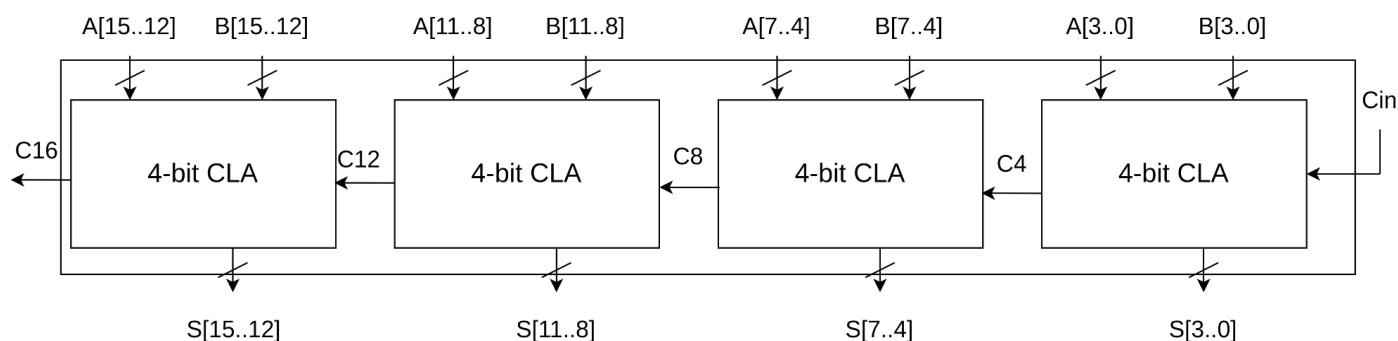 A[15..12] B[15..12] A[11..8] B[11..8] A[7..4] B[7..4] A[3..0] B[3..0]
Cin
C16 C12 C8 C4
4-bit CLA 4-bit CLA 4-bit CLA 4-bit CLA
S[15..12] S[11..8] S[7..4] S[3..0]